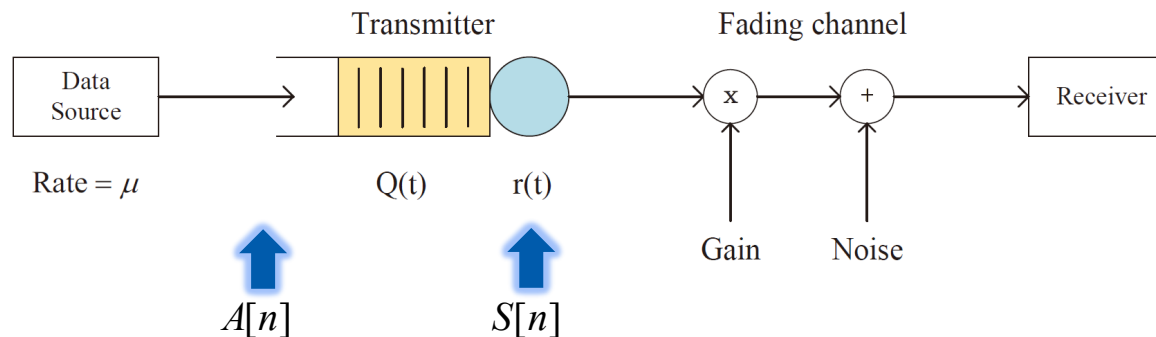 Transmitter
Fading channel
Data
Source
x
+
Receiver
Rate = μ
Q(t)
r(t)
Gain
Noise
A[n]
S[n]